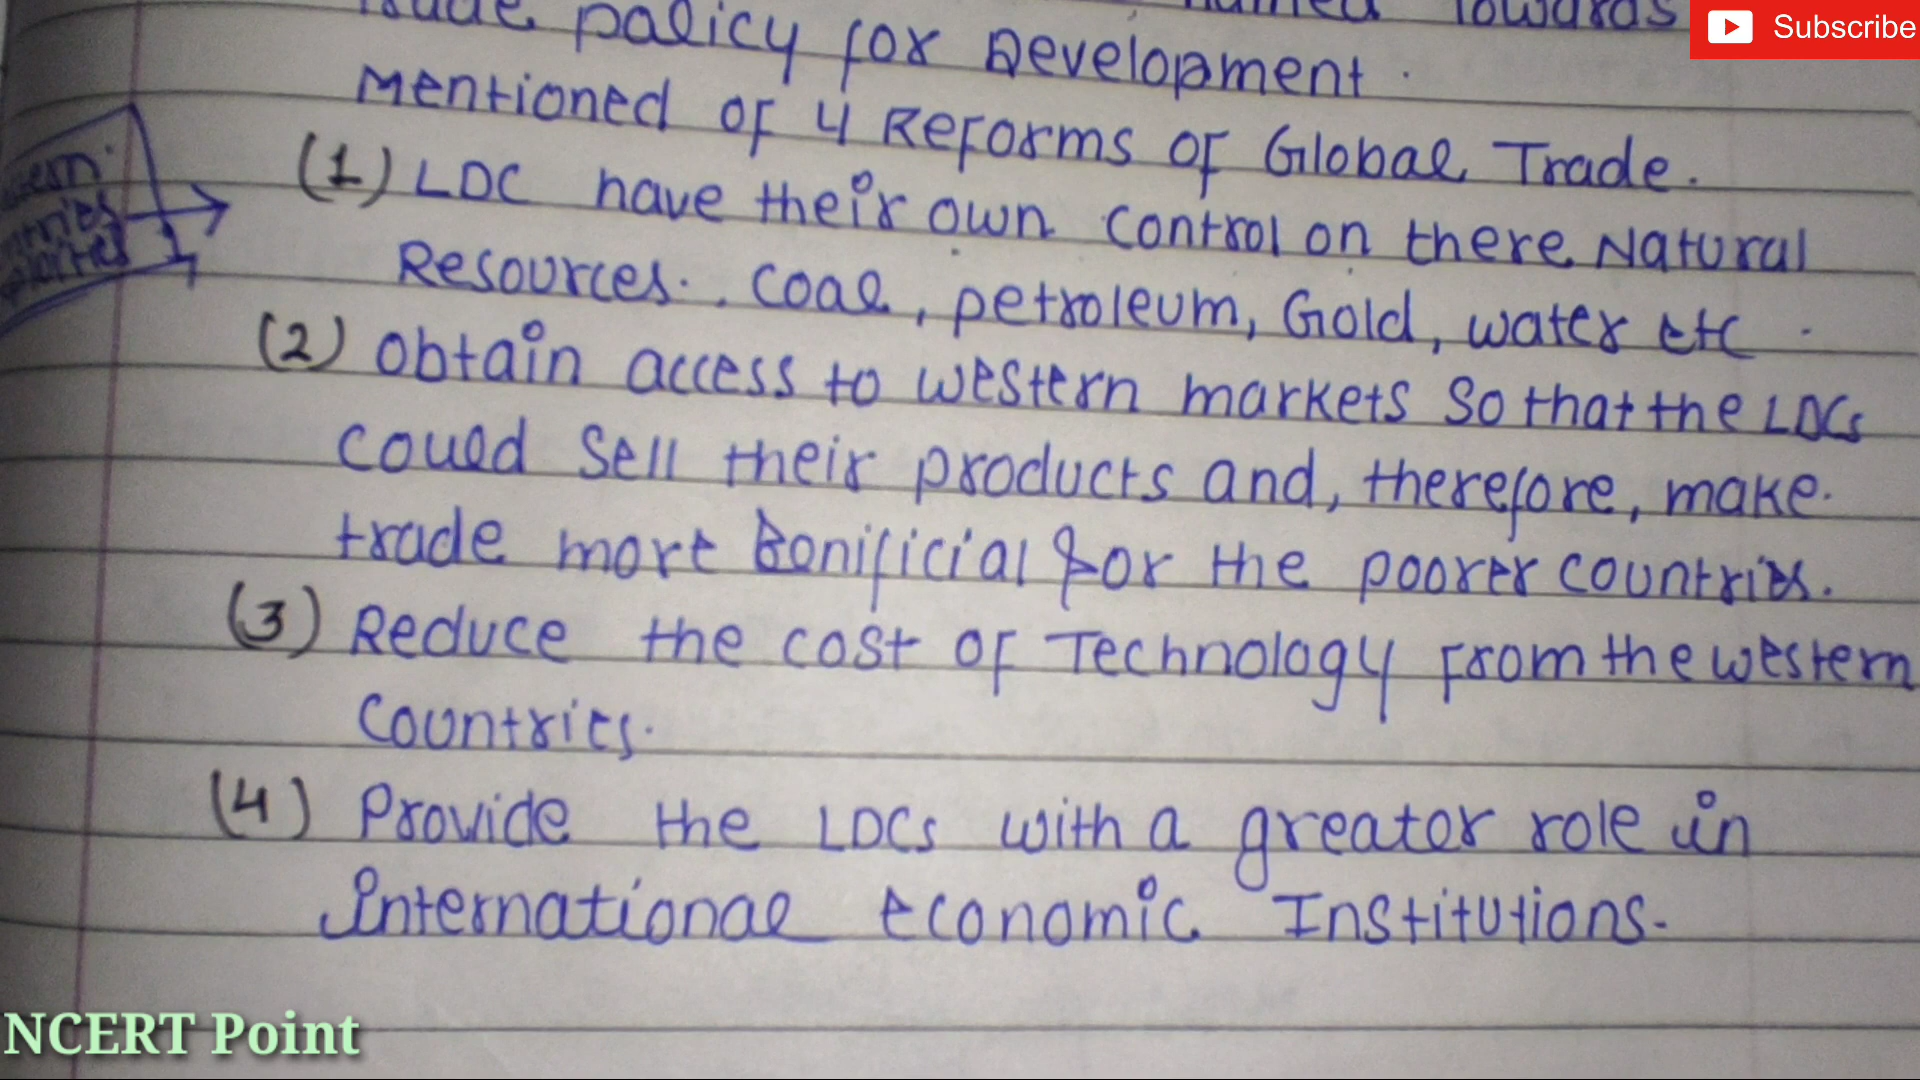 policy for Development.
Subscribe
Mentioned of 4 Reforms of Global Trade.
(1) LDC have their own control on there Natural
Resources. . Coal, petroleum, Gold, water etc .
(2) Obtain access to western markets so that the LDCs
could sell their products and, therefore, make.
trade more bonificial for the poorer countries.
(3) Reduce the cost of Technology from the western
Countries.
(4) Provide the LDCs with a greater role in
International economic Institutions.
NCERT Point